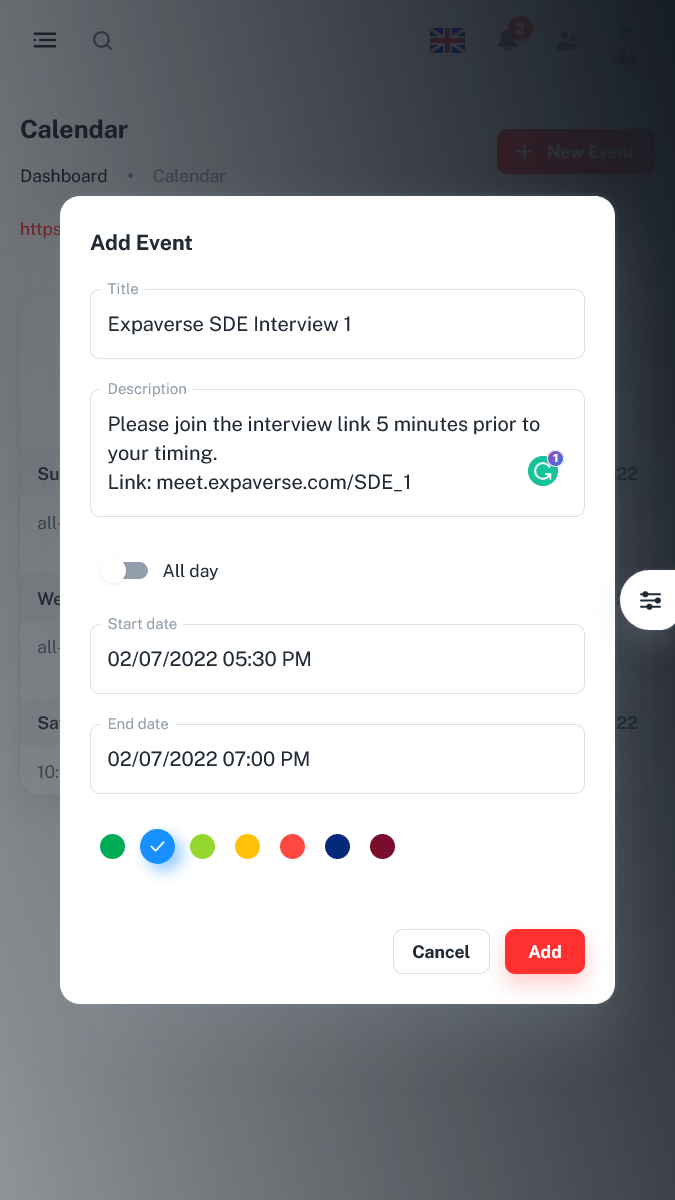 2
Calendar
New Event
Dashboard • Calendar
https
Add Event
Title
Expaverse SDE Interview 1
Description
Please join the interview link 5 minutes prior to
your timing.
Link: meet.expaverse.com/SDE_1
1
Su
22
all-
All day
We
Start date
all-
02/07/2022 05:30 PM
End date
Sa
22
02/07/2022 07:00 PM
10:
Cancel
Add